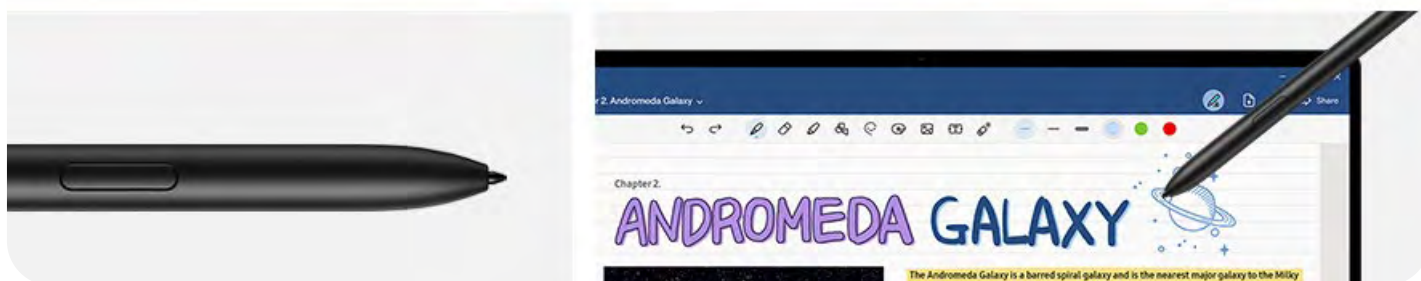 r 2. Andromeda Galaxy
Share
Chapter 2.
ANDROMEDA GALAXY
The Andromeda Galaxy is a barred spiral galaxy and is the nearest major galaxy to the Milky